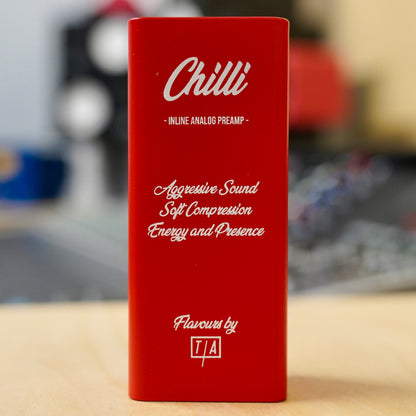 Chilli
- INLINE ANALOG PREAMP -
Aggressive Sound
Soft Compression
Energy and Presence
Flavours by
T/A